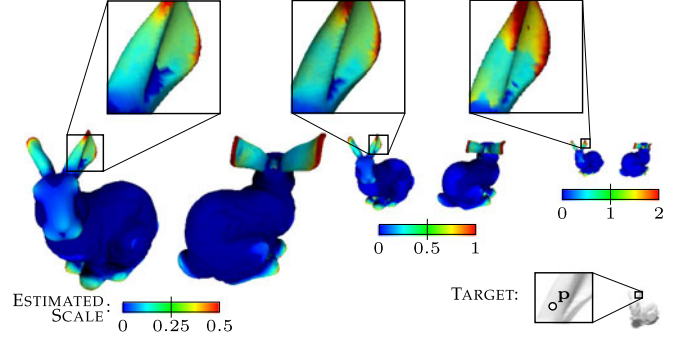 0 1 2
0 0.5 1
TARGET: p
ESTIMATED SCALE:
0 0.25 0.5